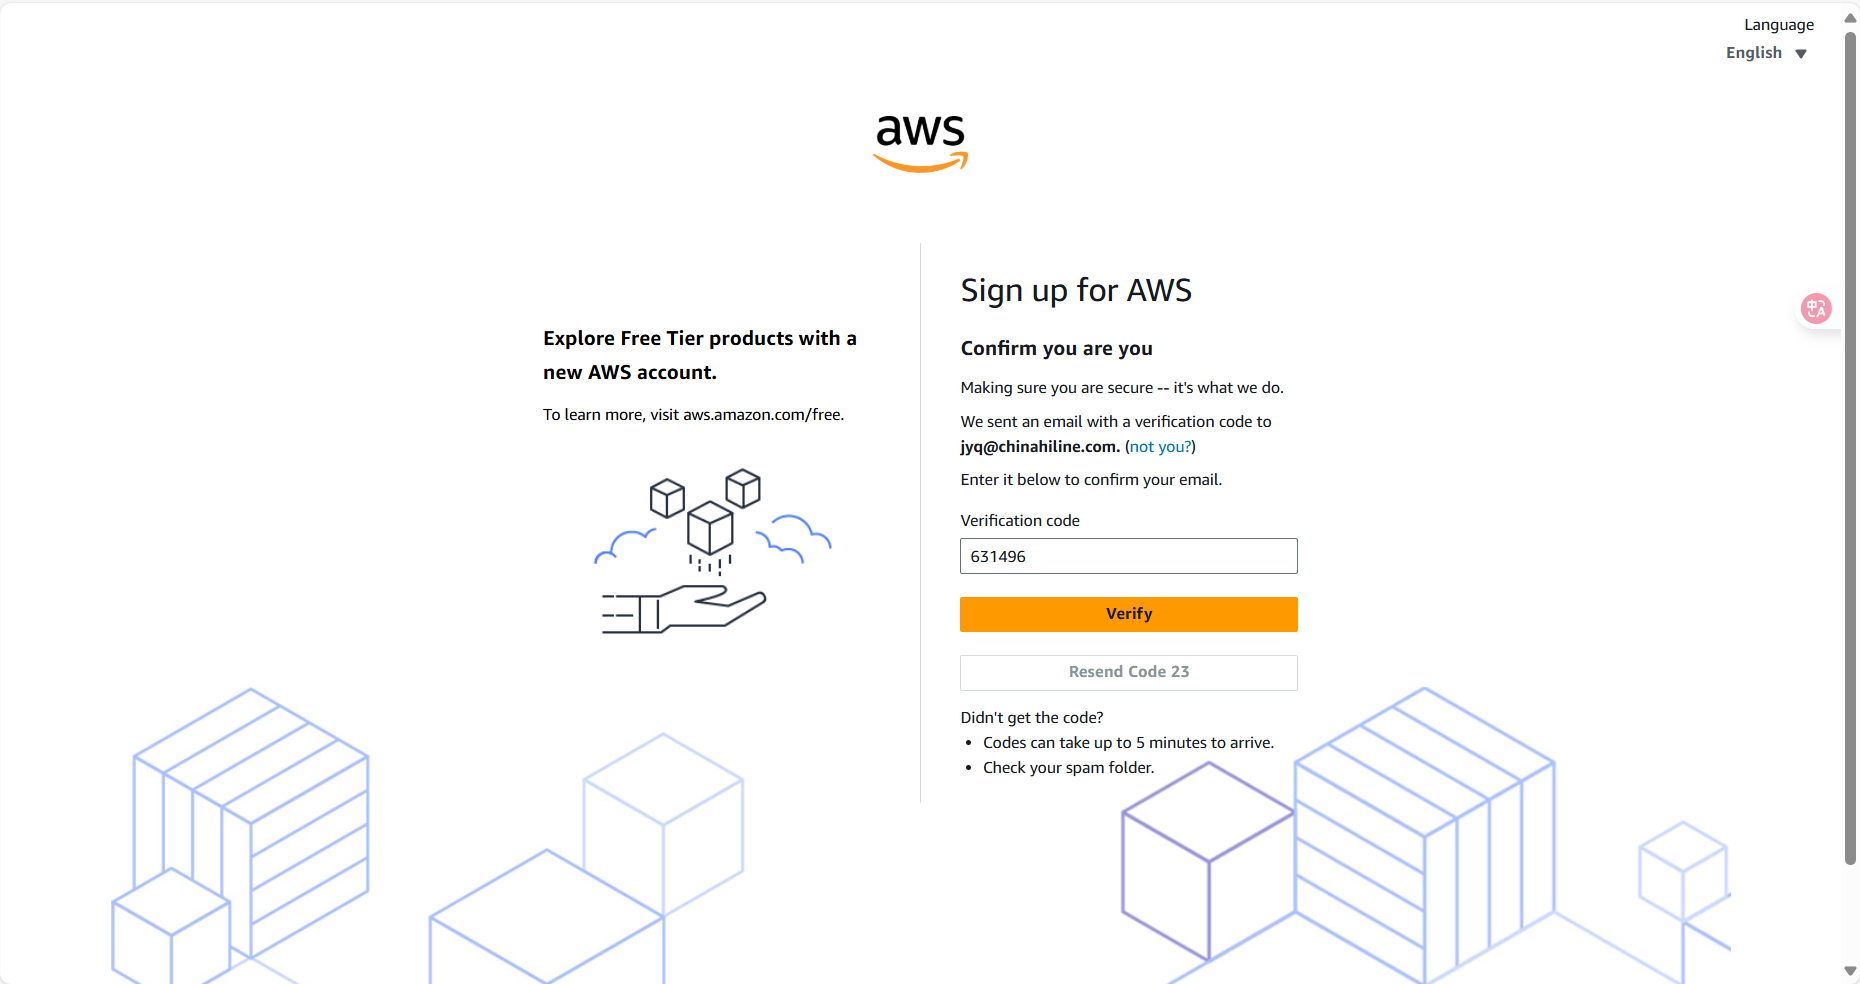 Language
English
aws
Explore Free Tier products with a
new AWS account.
To learn more, visit aws.amazon.com/free.
Sign up for AWS
Confirm you are you
Making sure you are secure -- it's what we do.
We sent an email with a verification code to
jyq@chinahiline.com. (not you?)
Enter it below to confirm your email.
Verification code
631496
Verify
Resend Code 23
Didn't get the code?
• Codes can take up to 5 minutes to arrive.
• Check your spam folder.
中A